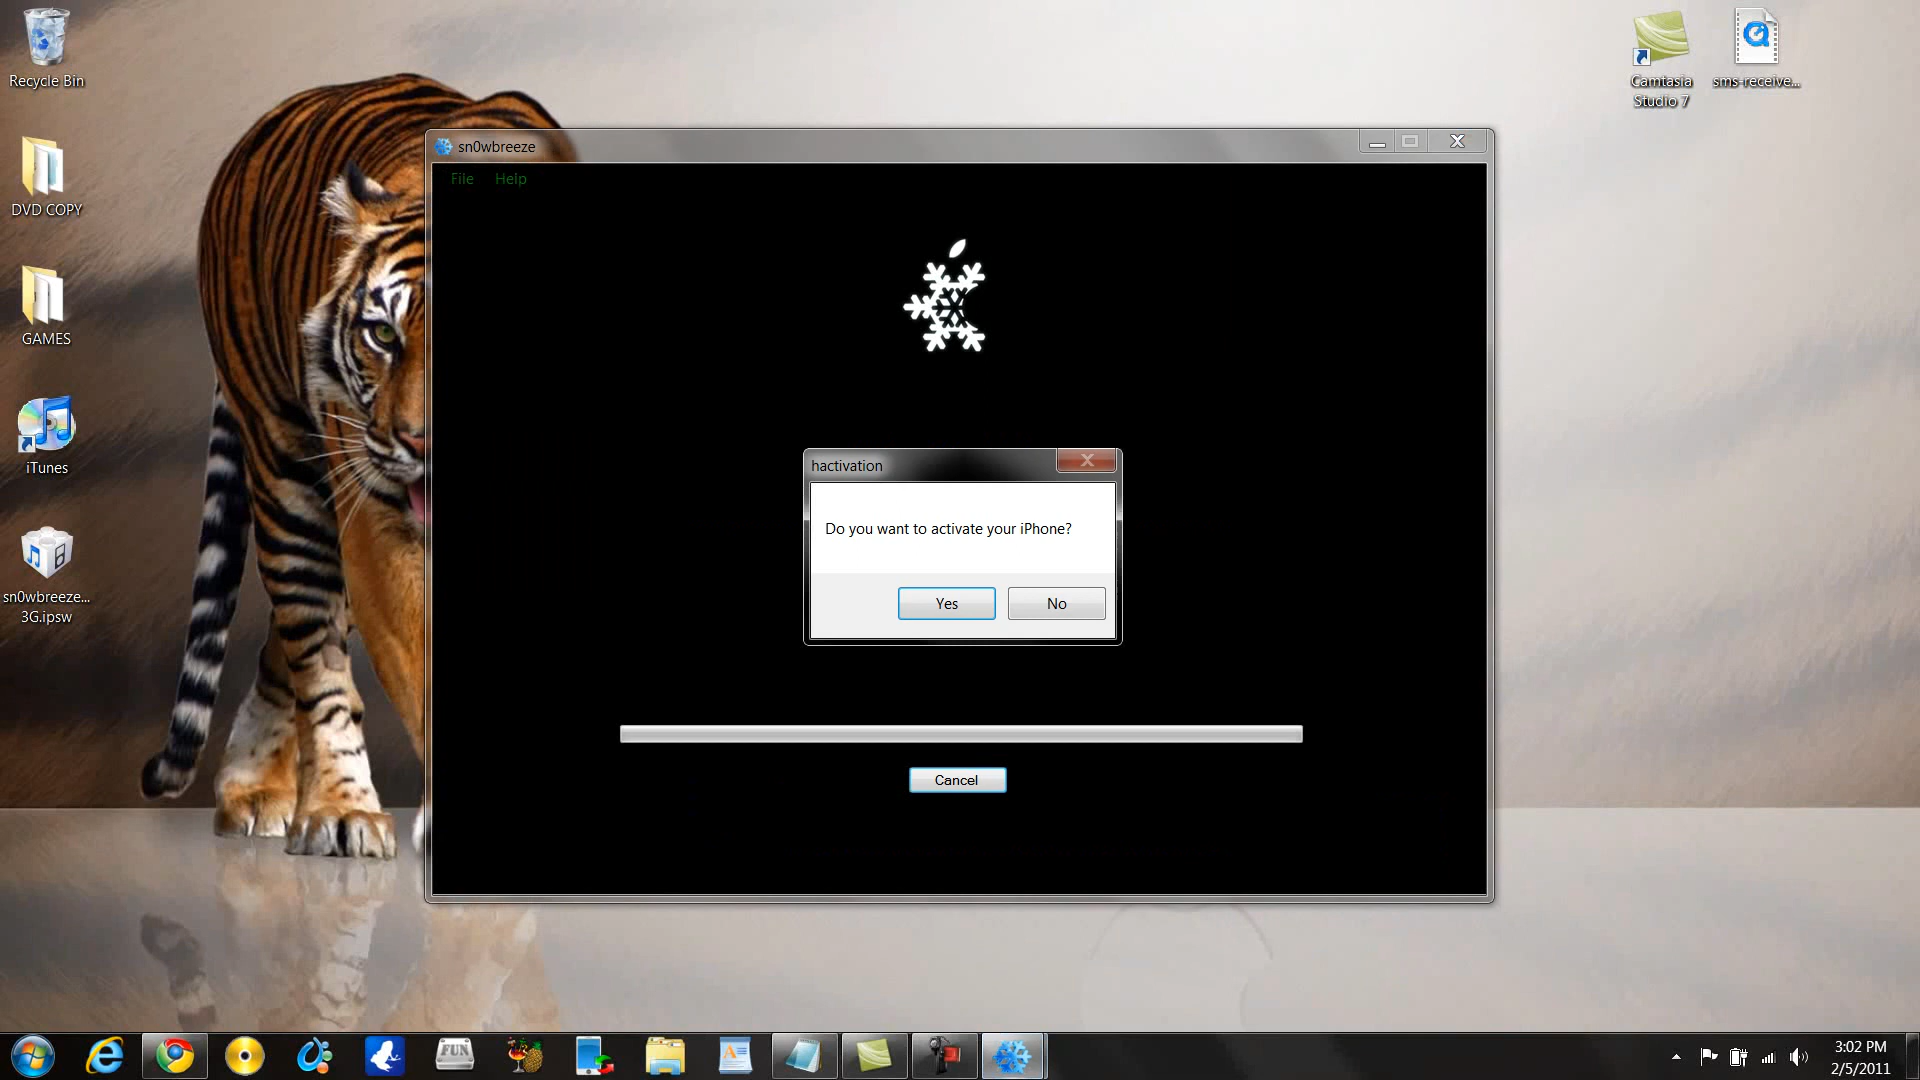 Recycle Bin
DVD COPY
GAMES
iTunes
sn0wbreeze...
3G.ipsw
Camtasia
Studio 7
sms-receive...
sn0wbreeze
File Help
hactivation
Do you want to activate your iPhone?
Yes No
Cancel
FUN
3:02 PM
2/5/2011